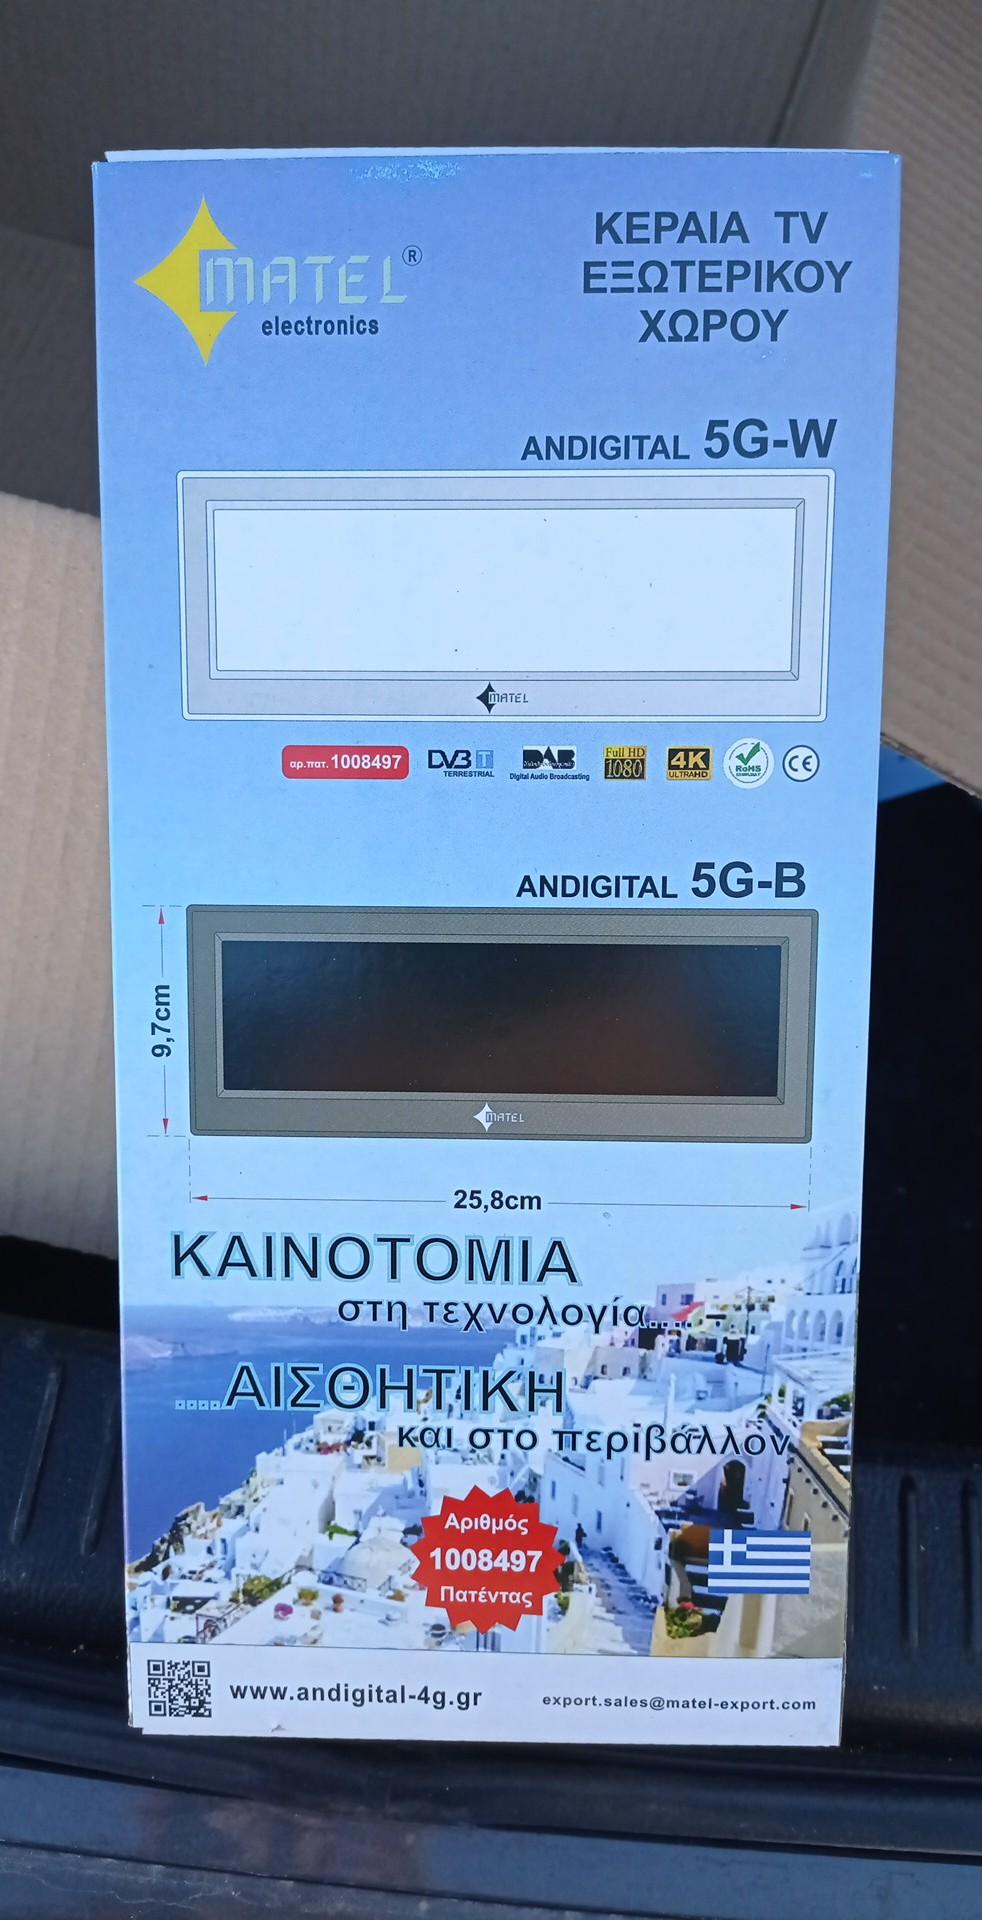 MATEL®
electronics
ΚΕΡΑΙΑ TV
ΕΞΩΤΕΡΙΚΟΥ
ΧΩΡΟΥ
ANDIGITAL 5G-W
MATEL
αρ.πατ. 1008497
DVB T
TERRESTRIAL
DAB
Digital Audio Broadcasting
Full HD
1080
4K
ULTRAHD
RoHS
CE
ANDIGITAL 5G-B
9,7cm
MATEL
25,8cm
ΚΑΙΝΟΤΟΜΙΑ
στη τεχνολογία.....
....ΑΙΣΘΗΤΙΚΗ
και στο περιβάλλον
Αριθμός
1008497
Πατέντας
www.andigital-4g.gr
export.sales@matel-export.com